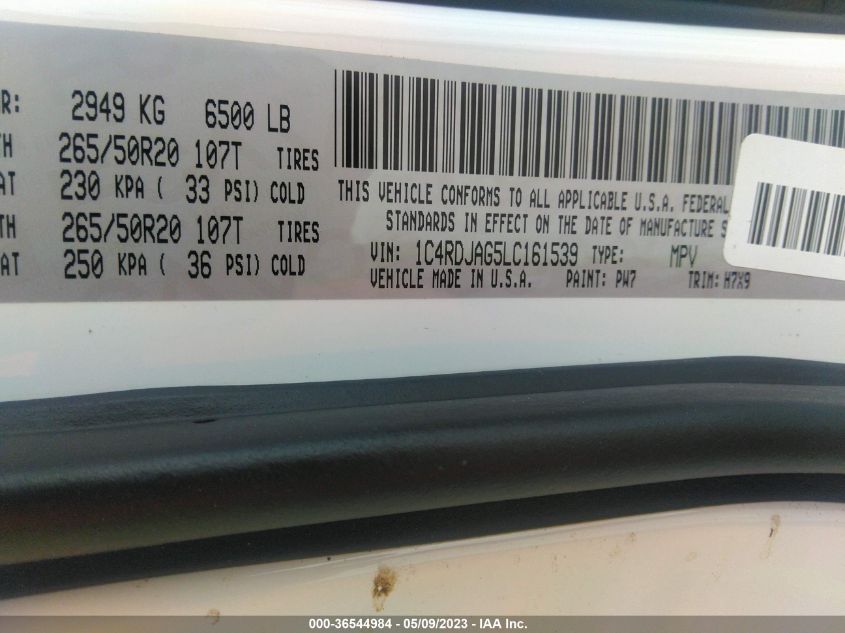 R: 2949 KG 6500 LB
TH 265/50R20 107T TIRES
AT 230 KPA ( 33 PSI) COLD
TH 265/50R20 107T TIRES
AT 250 KPA ( 36 PSI) COLD
THIS VEHICLE CONFORMS TO ALL APPLICABLE U.S.A. FEDERAL
STANDARDS IN EFFECT ON THE DATE OF MANUFACTURE S
VIN: 1C4RDJAG5LC161539 TYPE: MPV
VEHICLE MADE IN U.S.A. PAINT: PW7 TRIM: H7X9
000-36544984 - 05/09/2023 - IAA Inc.